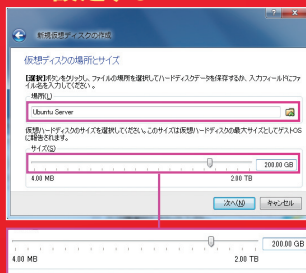 新規仮想ディスクの作成
仮想ディスクの場所とサイズ
[選択]ボタンをクリックし、ファイルの場所を選択してハードディスクデータを保存するか、入力フィールドにファ
イル名を入力してください。
場所(L)
Ubuntu Server
仮想ハードディスクのサイズを選択してください。このサイズは仮想ハードディスクの最大サイズとしてゲストOS
に報告されます。
サイズ(S)
200.00 GB
4.00 MB 2.00 TB
次へ(N) キャンセル
200.00 GB
4.00 MB 2.00 TB